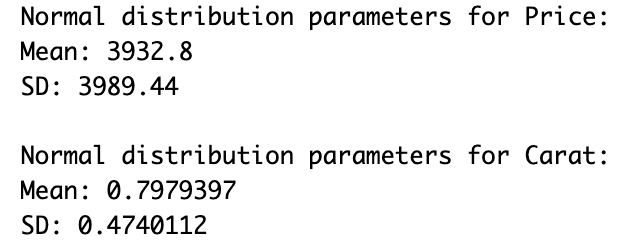 Normal distribution parameters for Price:
Mean: 3932.8
SD: 3989.44
Normal distribution parameters for Carat:
Mean: 0.7979397
SD: 0.4740112